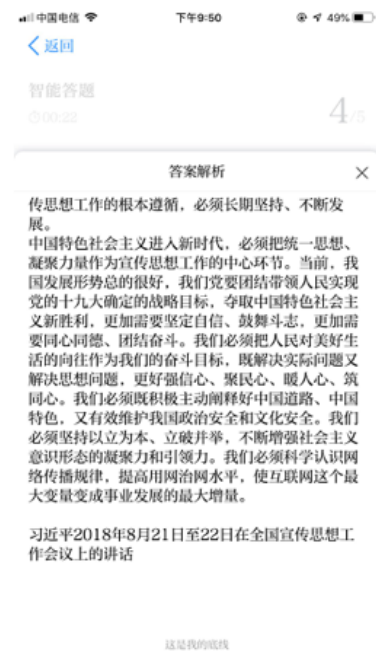 中国电信
下午9:50
49%
返回
智能答题
00:22
4/5
答案解析
传思想工作的根本遵循，必须长期坚持、不断发
展。
中国特色社会主义进入新时代，必须把统一思想、
凝聚力量作为宣传思想工作的中心环节。当前，我
国发展形势总的很好，我们党要团结带领人民实现
党的十九大确定的战略目标，夺取中国特色社会主
义新胜利，更加需要坚定自信、鼓舞斗志，更加需
要同心同德、团结奋斗。我们必须把人民对美好生
活的向往作为我们的奋斗目标，既解决实际问题又
解决思想问题，更好强信心、聚民心、暖人心、筑
同心。我们必须既积极主动阐释好中国道路、中国
特色，又有效维护我国政治安全和文化安全。我们
必须坚持以立为本、立破并举，不断增强社会主义
意识形态的凝聚力和引领力。我们必须科学认识网
络传播规律，提高用网治网水平，使互联网这个最
大变量变成事业发展的最大增量。
习近平2018年8月21日至22日在全国宣传思想工
作会议上的讲话
这是我的底线